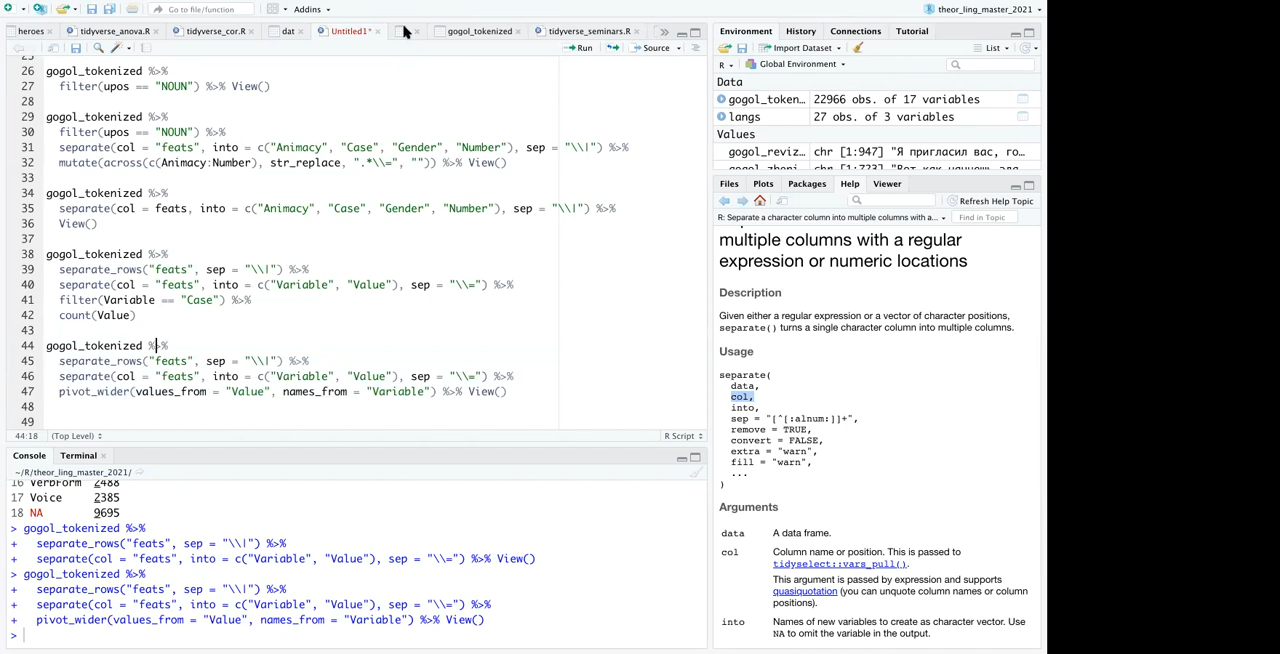 Go to file/function
Addins
theor_ling_master_2021
heroes
tidyverse_anova.R
tidyverse_cor.R
dat
Untitled1*
gogol_tokenized
tidyverse_seminars.R
Run
Source
26 gogol_tokenized %>%
27 filter(upos == "NOUN") %>% View()
28
29 gogol_tokenized %>%
30 filter(upos == "NOUN") %>%
31 separate(col = "feats", into = c("Animacy", "Case", "Gender", "Number"), sep = "\\|") %>%
32 mutate(across(c(Animacy:Number), str_replace, ".*\\=", "")) %>% View()
33
34 gogol_tokenized %>%
35 separate(col = feats, into = c("Animacy", "Case", "Gender", "Number"), sep = "\\|") %>%
36 View()
37
38 gogol_tokenized %>%
39 separate_rows("feats", sep = "\\|") %>%
40 separate(col = "feats", into = c("Variable", "Value"), sep = "\\=") %>%
41 filter(Variable == "Case") %>%
42 count(Value)
43
44 gogol_tokenized %>%
45 separate_rows("feats", sep = "\\|") %>%
46 separate(col = "feats", into = c("Variable", "Value"), sep = "\\=") %>%
47 pivot_wider(values_from = "Value", names_from = "Variable") %>% View()
48
49
44:18 (Top Level) R Script
Console Terminal
~/R/theor_ling_master_2021/
16 VerbForm 2488
17 Voice 2385
18 NA 9695
> gogol_tokenized %>%
+ separate_rows("feats", sep = "\\|") %>%
+ separate(col = "feats", into = c("Variable", "Value"), sep = "\\=") %>% View()
> gogol_tokenized %>%
+ separate_rows("feats", sep = "\\|") %>%
+ separate(col = "feats", into = c("Variable", "Value"), sep = "\\=") %>%
+ pivot_wider(values_from = "Value", names_from = "Variable") %>% View()
>
Environment History Connections Tutorial
Import Dataset List
R Global Environment
Data
gogol_token… 22966 obs. of 17 variables
langs 27 obs. of 3 variables
Values
gogol_reviz… chr [1:947] "Я пригласил вас, го…
Files Plots Packages Help Viewer
Refresh Help Topic
R: Separate a character column into multiple columns with a... Find in Topic
multiple columns with a regular
expression or numeric locations
Description
Given either a regular expression or a vector of character positions,
separate() turns a single character column into multiple columns.
Usage
separate(
data,
col,
into,
sep = "[^[:alnum:]]+",
remove = TRUE,
convert = FALSE,
extra = "warn",
fill = "warn",
...
)
Arguments
data A data frame.
col Column name or position. This is passed to
tidyselect::vars_pull().
This argument is passed by expression and supports
quasiquotation (you can unquote column names or column
positions).
into Names of new variables to create as character vector. Use
NA to omit the variable in the output.